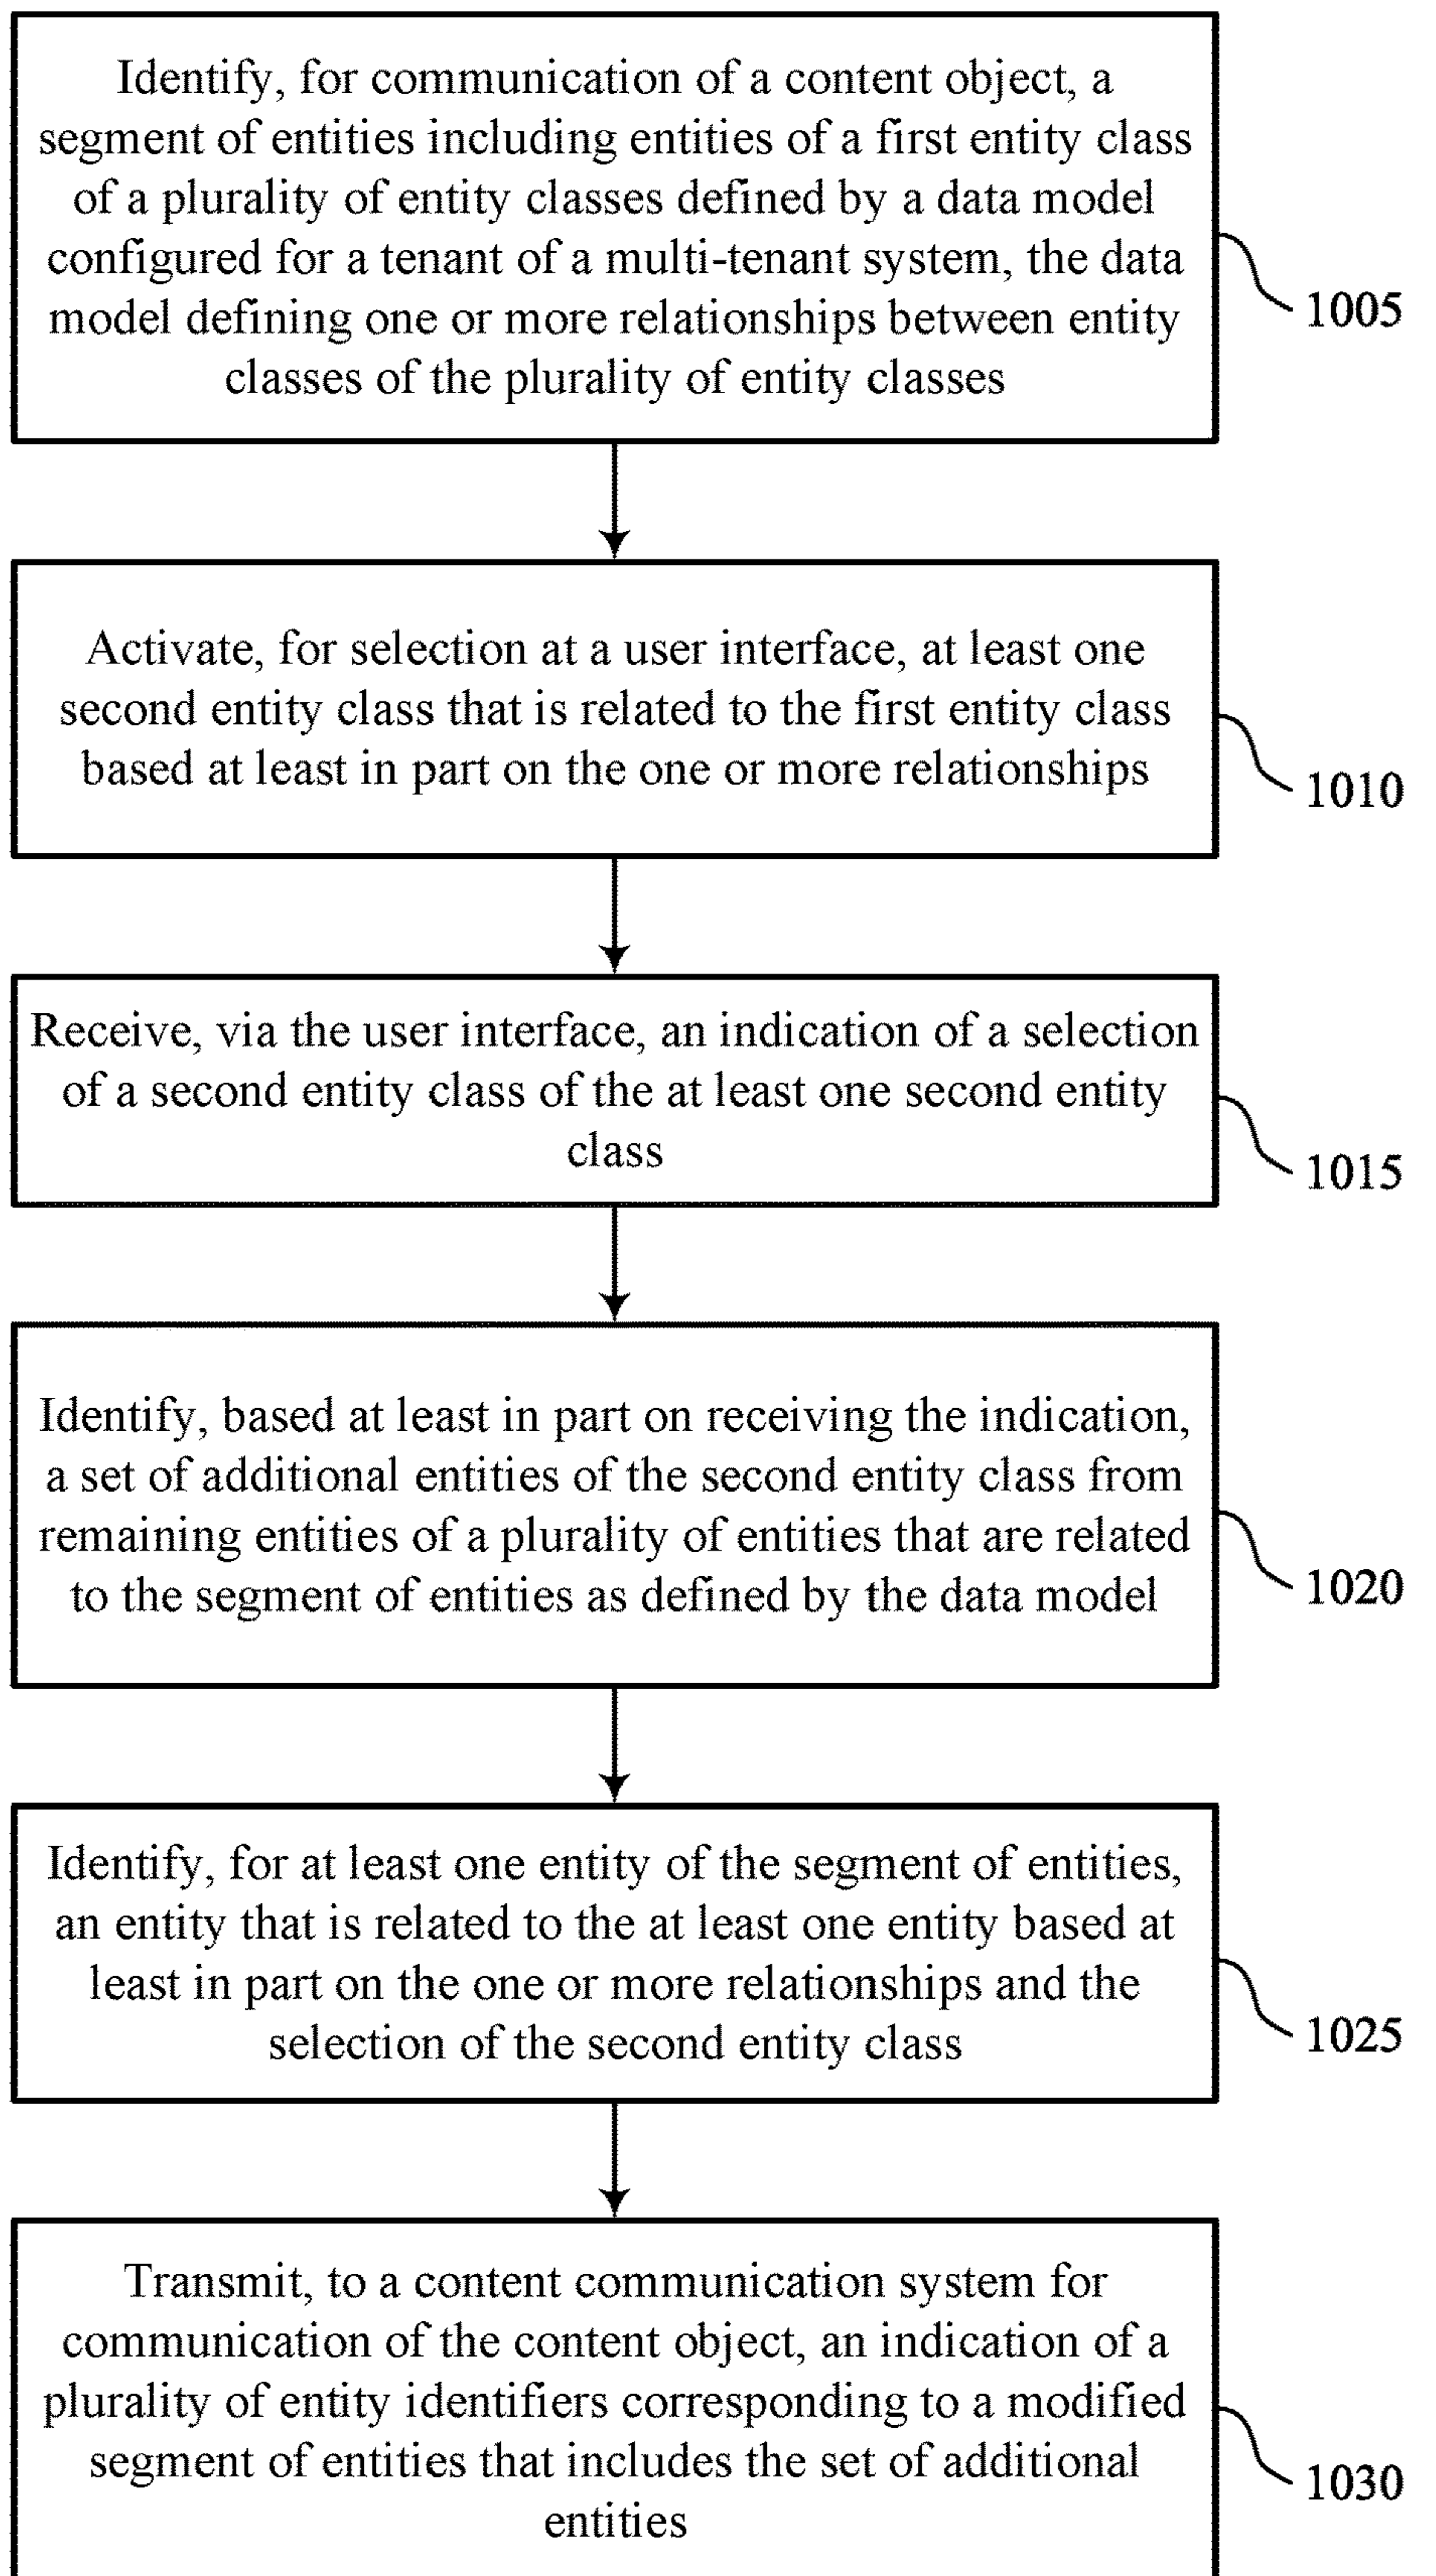 Identify, for communication of a content object, a
segment of entities including entities of a first entity class
of a plurality of entity classes defined by a data model
configured for a tenant of a multi-tenant system, the data
model defining one or more relationships between entity
classes of the plurality of entity classes
1005
Activate, for selection at a user interface, at least one
second entity class that is related to the first entity class
based at least in part on the one or more relationships
1010
Receive, via the user interface, an indication of a selection
of a second entity class of the at least one second entity
class
1015
Identify, based at least in part on receiving the indication,
a set of additional entities of the second entity class from
remaining entities of a plurality of entities that are related
to the segment of entities as defined by the data model
1020
Identify, for at least one entity of the segment of entities,
an entity that is related to the at least one entity based at
least in part on the one or more relationships and the
selection of the second entity class
1025
Transmit, to a content communication system for
communication of the content object, an indication of a
plurality of entity identifiers corresponding to a modified
segment of entities that includes the set of additional
entities
1030